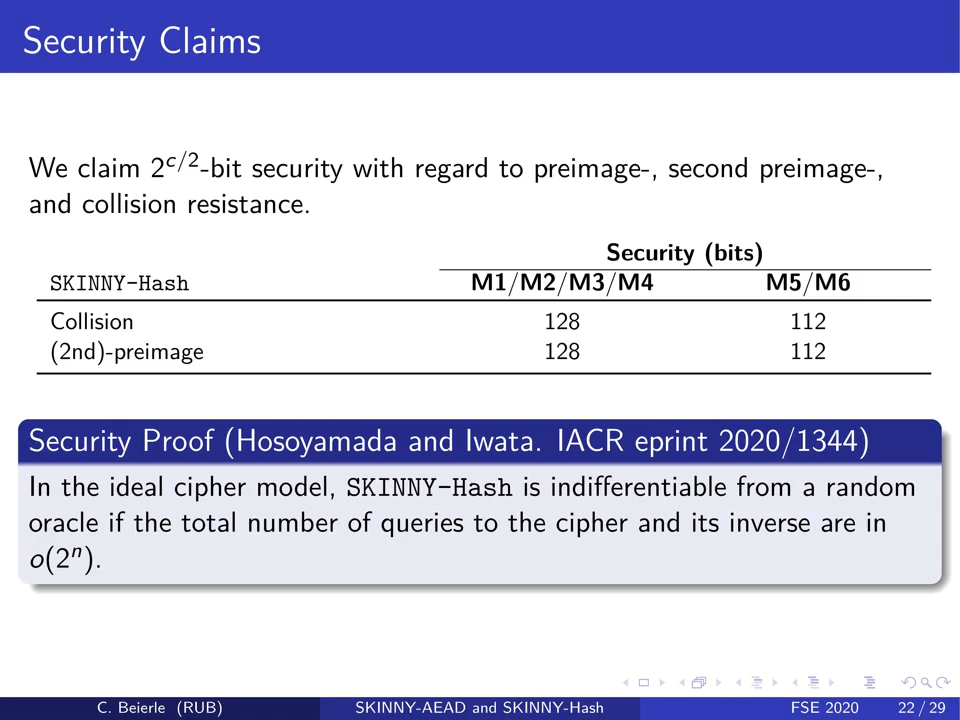 Security Claims
We claim 2^{c/2}-bit security with regard to preimage-, second preimage-,
and collision resistance.
Security (bits)
SKINNY-Hash M1/M2/M3/M4 M5/M6
Collision 128 112
(2nd)-preimage 128 112
Security Proof (Hosoyamada and Iwata. IACR eprint 2020/1344)
In the ideal cipher model, SKINNY-Hash is indifferentiable from a random
oracle if the total number of queries to the cipher and its inverse are in
o(2^n).
C. Beierle (RUB) SKINNY-AEAD and SKINNY-Hash FSE 2020 22 / 29